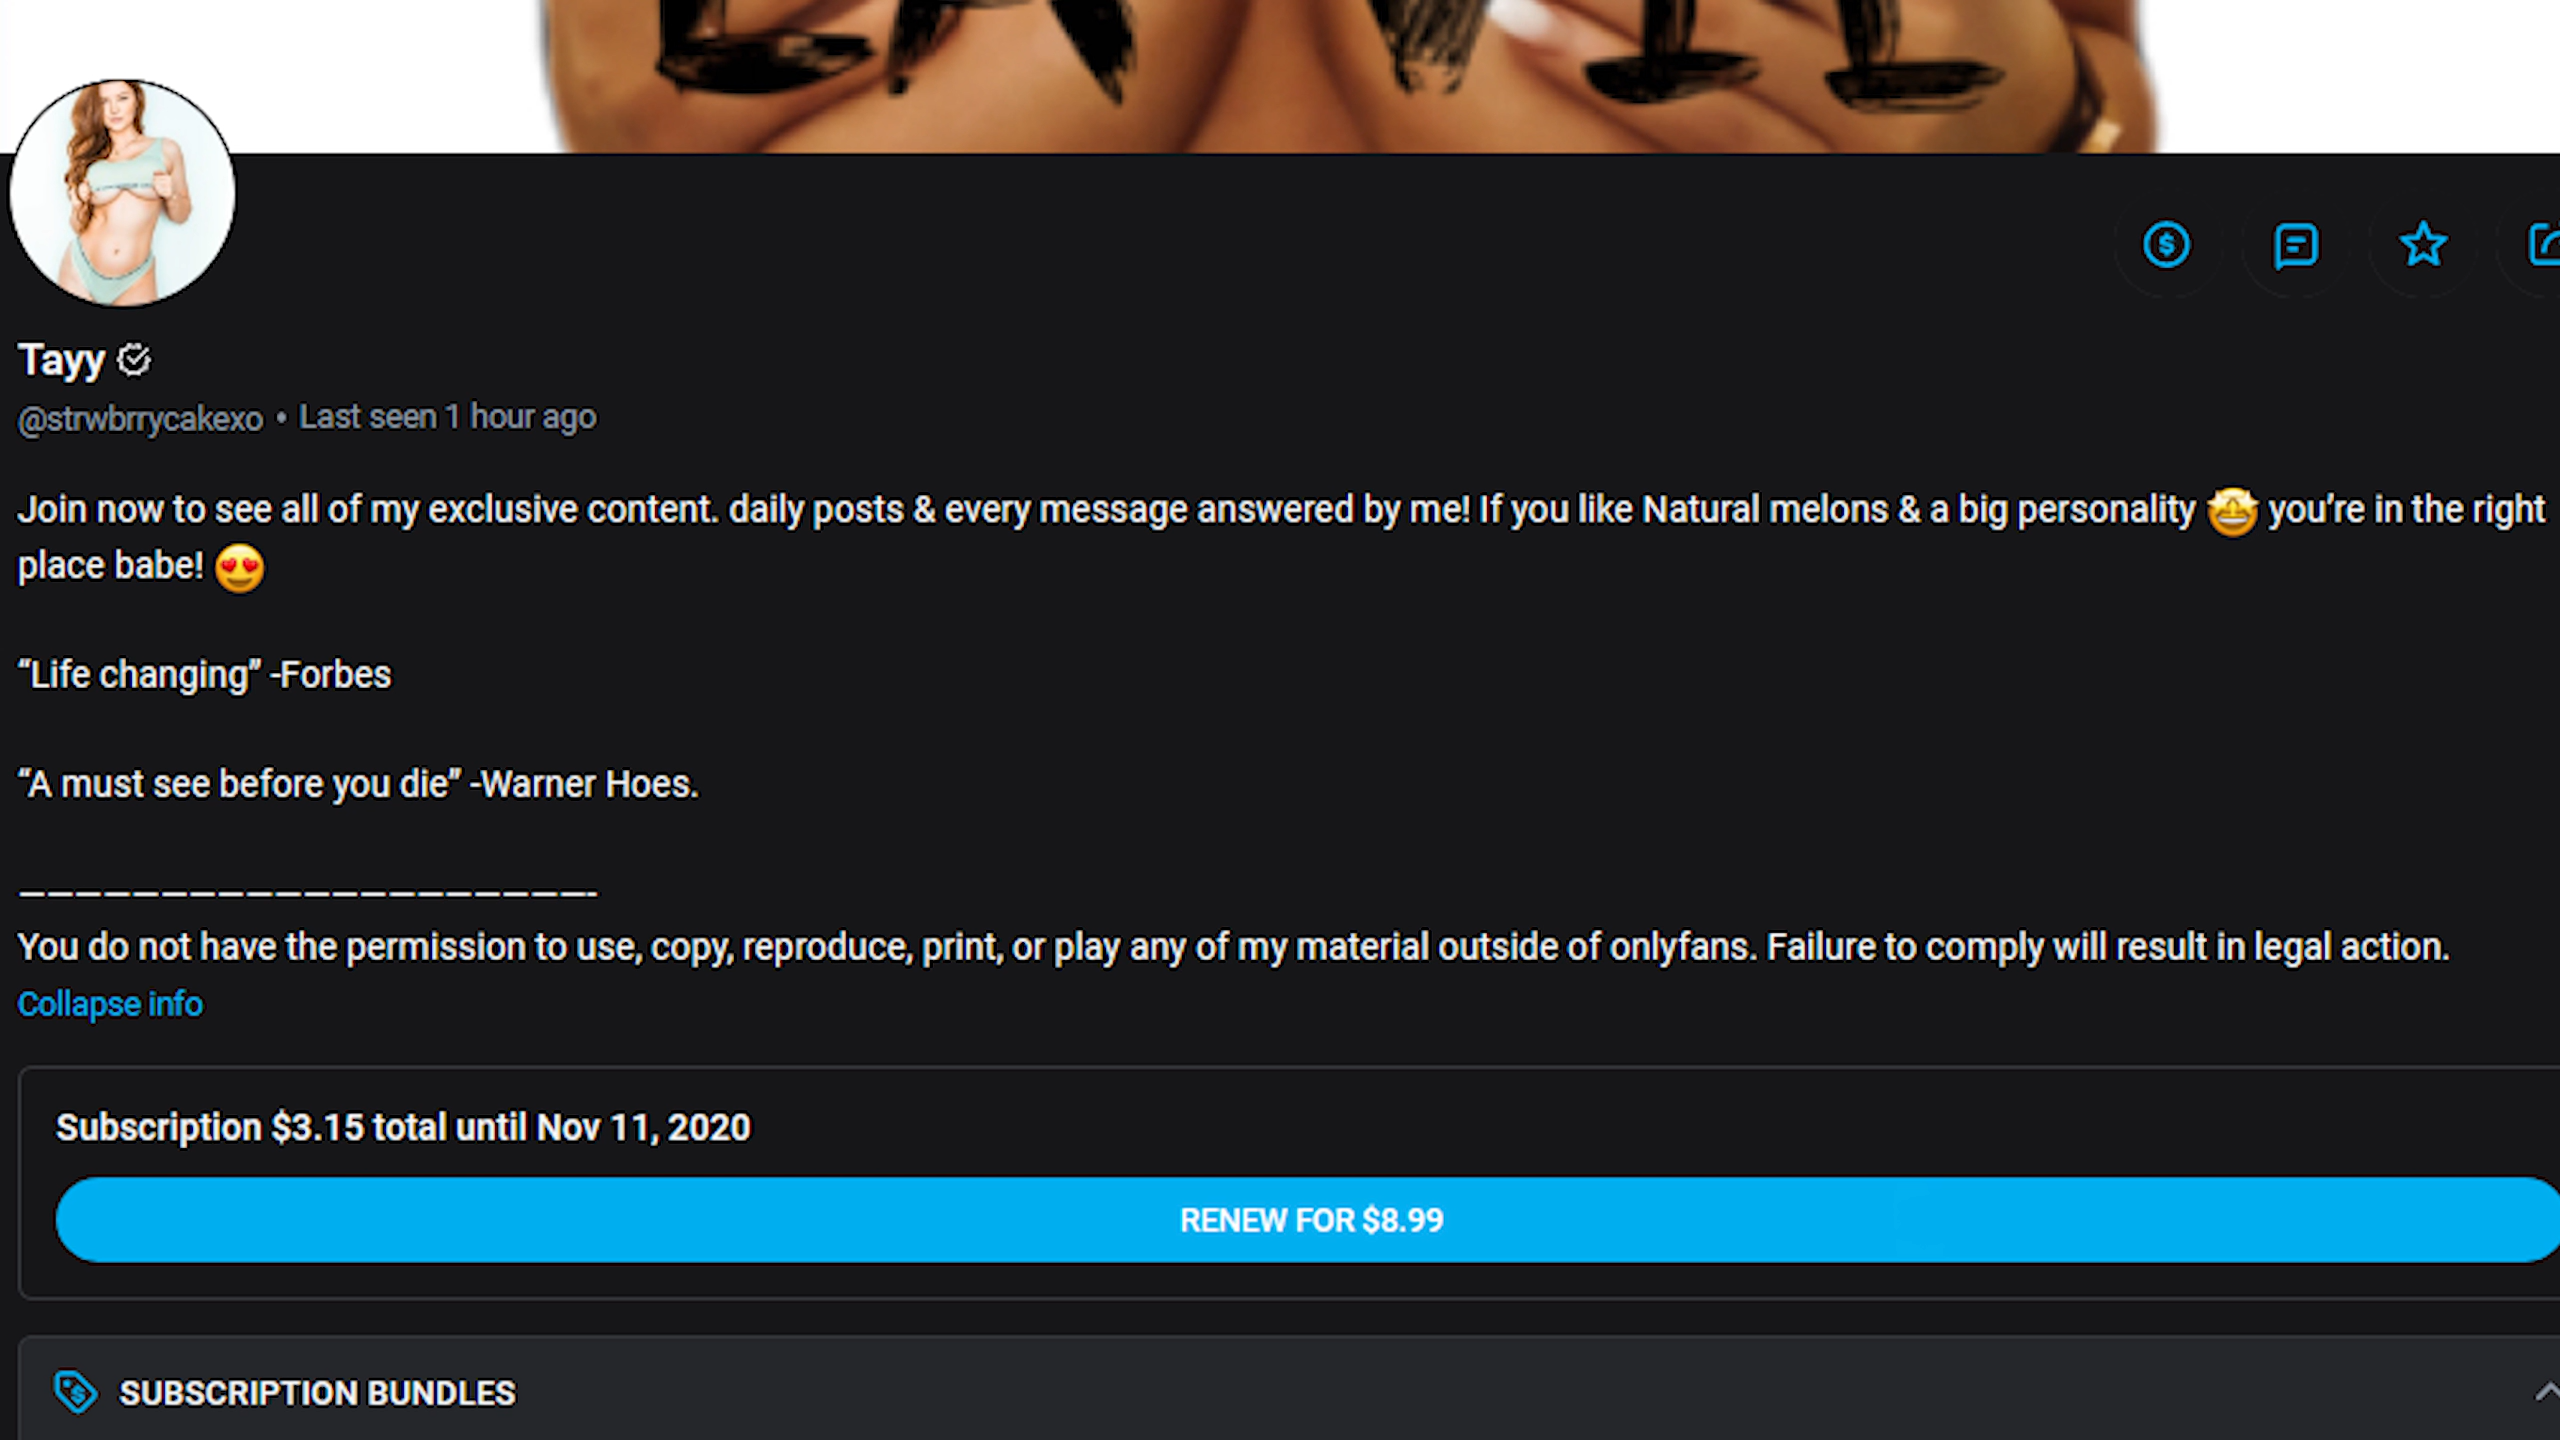 Tayy
@strwbrrycakexo • Last seen 1 hour ago
Join now to see all of my exclusive content. daily posts & every message answered by me! If you like Natural melons & a big personality 🤩 you're in the right
place babe! 😍
“Life changing” -Forbes
“A must see before you die” -Warner Hoes.
————————————————————-
You do not have the permission to use, copy, reproduce, print, or play any of my material outside of onlyfans. Failure to comply will result in legal action.
Collapse info
Subscription $3.15 total until Nov 11, 2020
RENEW FOR $8.99
SUBSCRIPTION BUNDLES